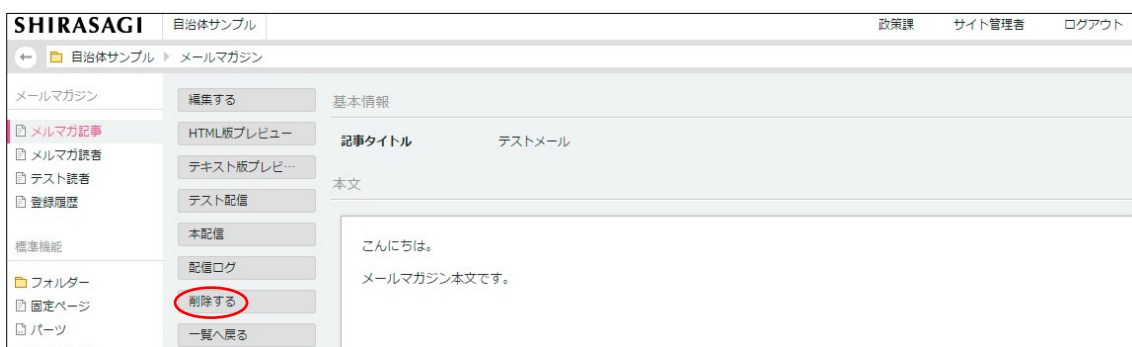 SHIRASAGI 自治体サンプル 政策課 サイト管理者 ログアウト
自治体サンプル メールマガジン
メールマガジン
メルマガ記事
メルマガ読者
テスト読者
登録履歴
標準機能
フォルダー
固定ページ
パーツ
編集する
HTML版プレビュー
テキスト版プレビ…
テスト配信
本配信
配信ログ
削除する
一覧へ戻る
基本情報
記事タイトル テストメール
本文
こんにちは。
メールマガジン本文です。